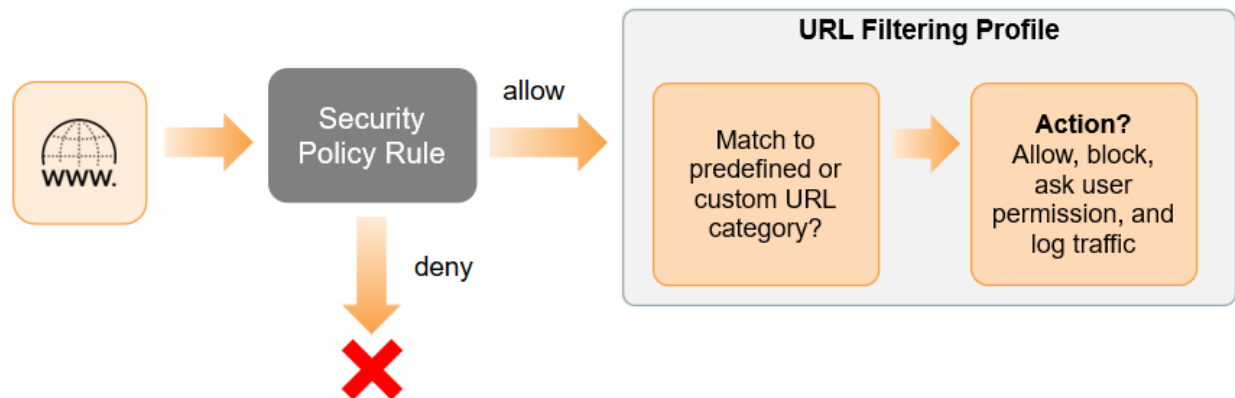 URL Filtering Profile
www.
Security
Policy Rule
allow
deny
Match to
predefined or
custom URL
category?
Action?
Allow, block,
ask user
permission, and
log traffic